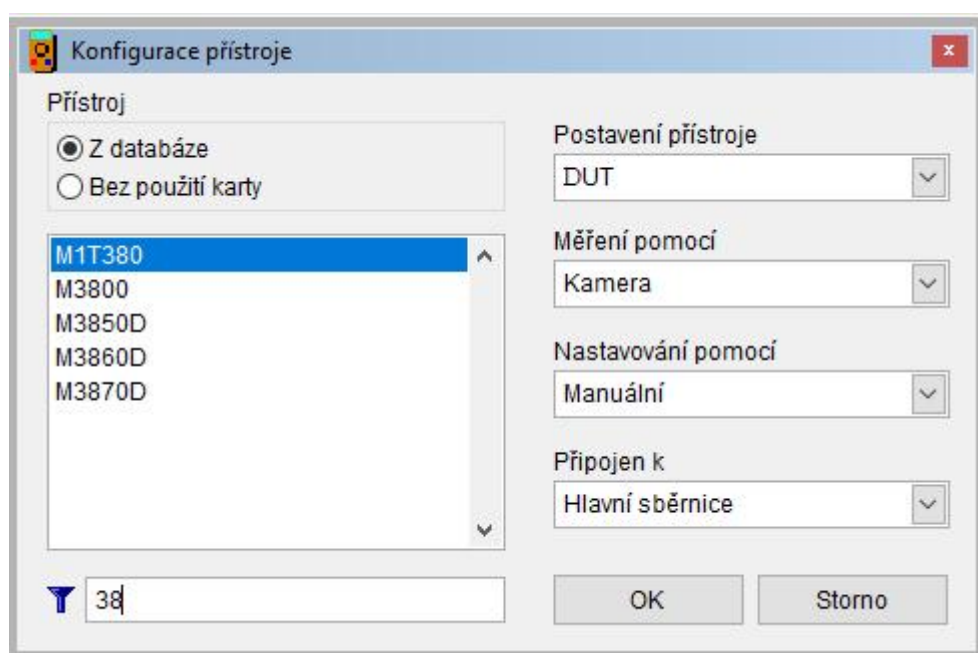 Konfigurace přístroje
x
Přístroj
Z databáze
Bez použití karty
M1T380
M3800
M3850D
M3860D
M3870D
38
Postavení přístroje
DUT
Měření pomocí
Kamera
Nastavování pomocí
Manuální
Připojen k
Hlavní sběrnice
OK
Storno